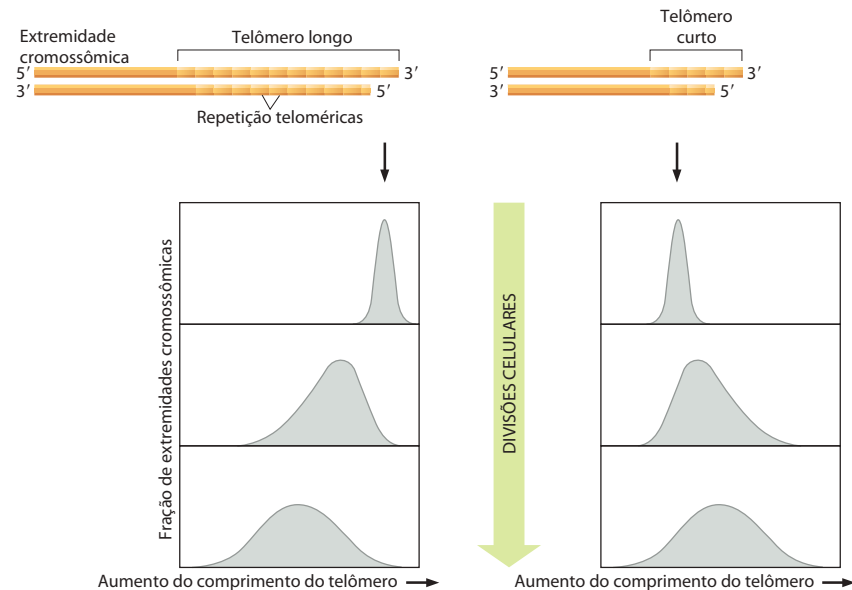 Extremidade
cromossômica
Telômero longo
5′ 3′
3′ 5′
Repetição teloméricas
Telômero
curto
5′ 3′
3′ 5′
Fração de extremidades cromossômicas
Aumento do comprimento do telômero
DIVISÕES CELULARES
Aumento do comprimento do telômero